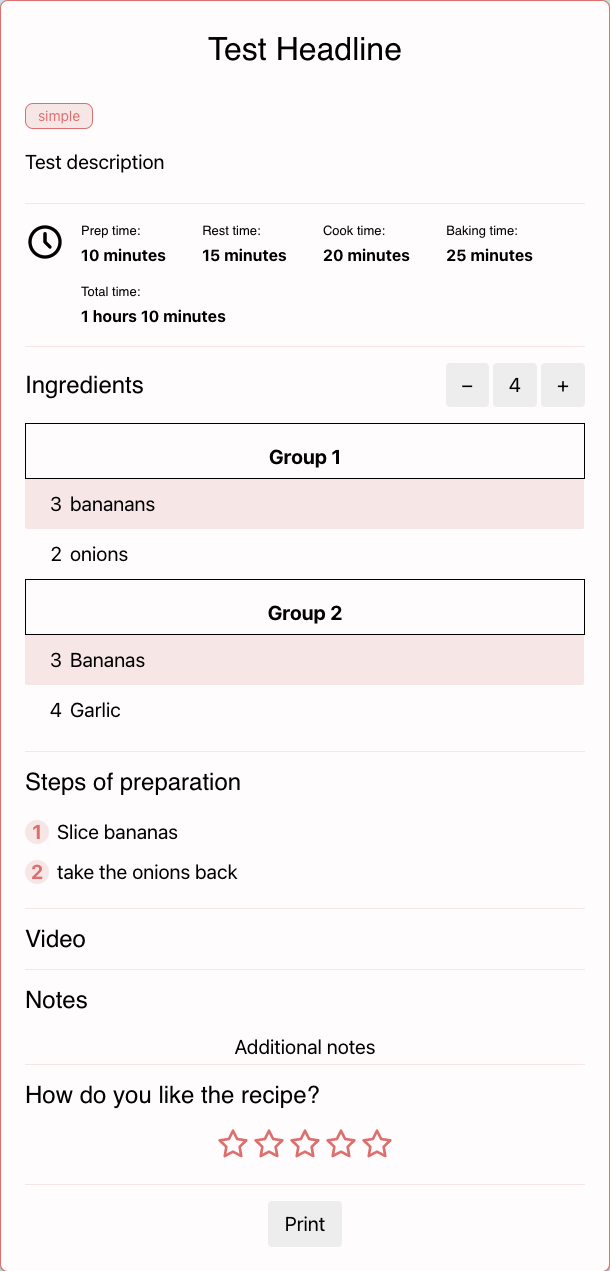 Test Headline
simple
Test description
Prep time: Rest time: Cook time: Baking time:
10 minutes 15 minutes 20 minutes 25 minutes
Total time:
1 hours 10 minutes
Ingredients – 4 +
Group 1
3 bananans
2 onions
Group 2
3 Bananas
4 Garlic
Steps of preparation
1 Slice bananas
2 take the onions back
Video
Notes
Additional notes
How do you like the recipe?
Print